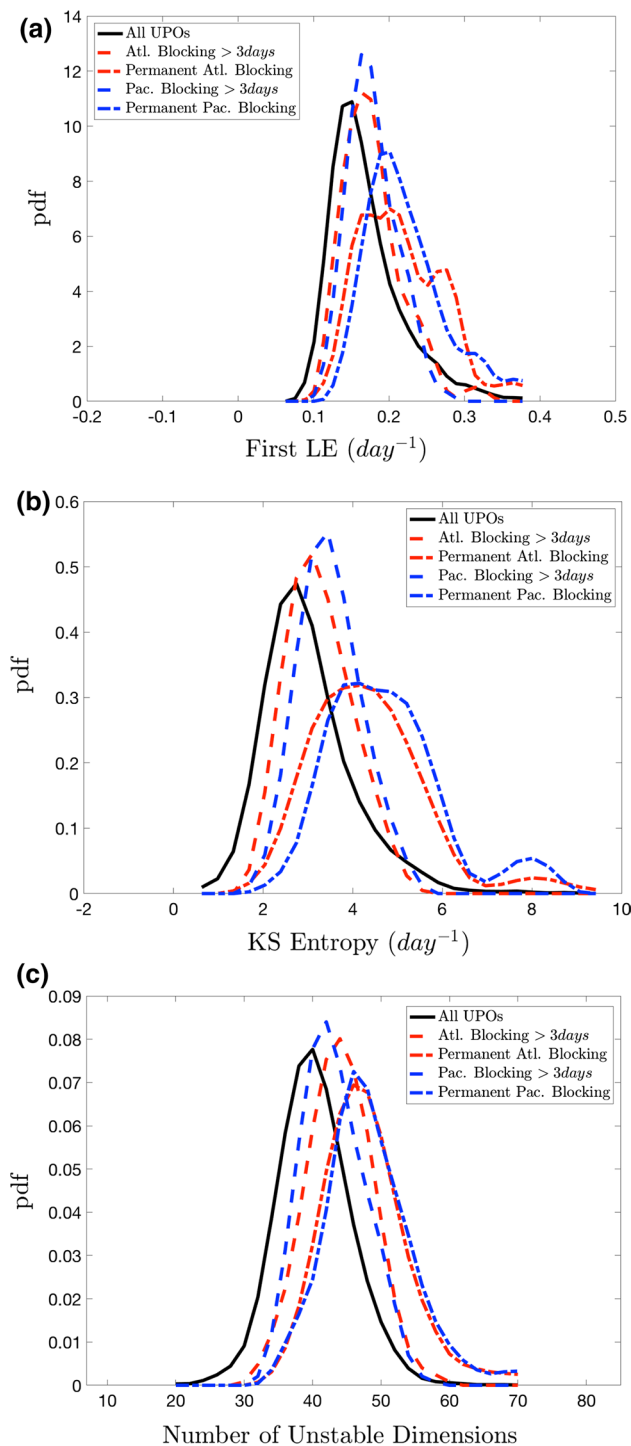 (a)
14
12
10
8
6
4
2
0
pdf
All UPOs
Atl. Blocking > 3days
Permanent Atl. Blocking
Pac. Blocking > 3days
Permanent Pac. Blocking
-0.2 -0.1 0 0.1 0.2 0.3 0.4 0.5
First LE (day⁻¹)
(b)
0.6
0.5
0.4
0.3
0.2
0.1
0
pdf
All UPOs
Atl. Blocking > 3days
Permanent Atl. Blocking
Pac. Blocking > 3days
Permanent Pac. Blocking
-2 0 2 4 6 8 10
KS Entropy (day⁻¹)
(c)
0.09
0.08
0.07
0.06
0.05
0.04
0.03
0.02
0.01
0
pdf
All UPOs
Atl. Blocking > 3days
Permanent Atl. Blocking
Pac. Blocking > 3days
Permanent Pac. Blocking
10 20 30 40 50 60 70 80
Number of Unstable Dimensions